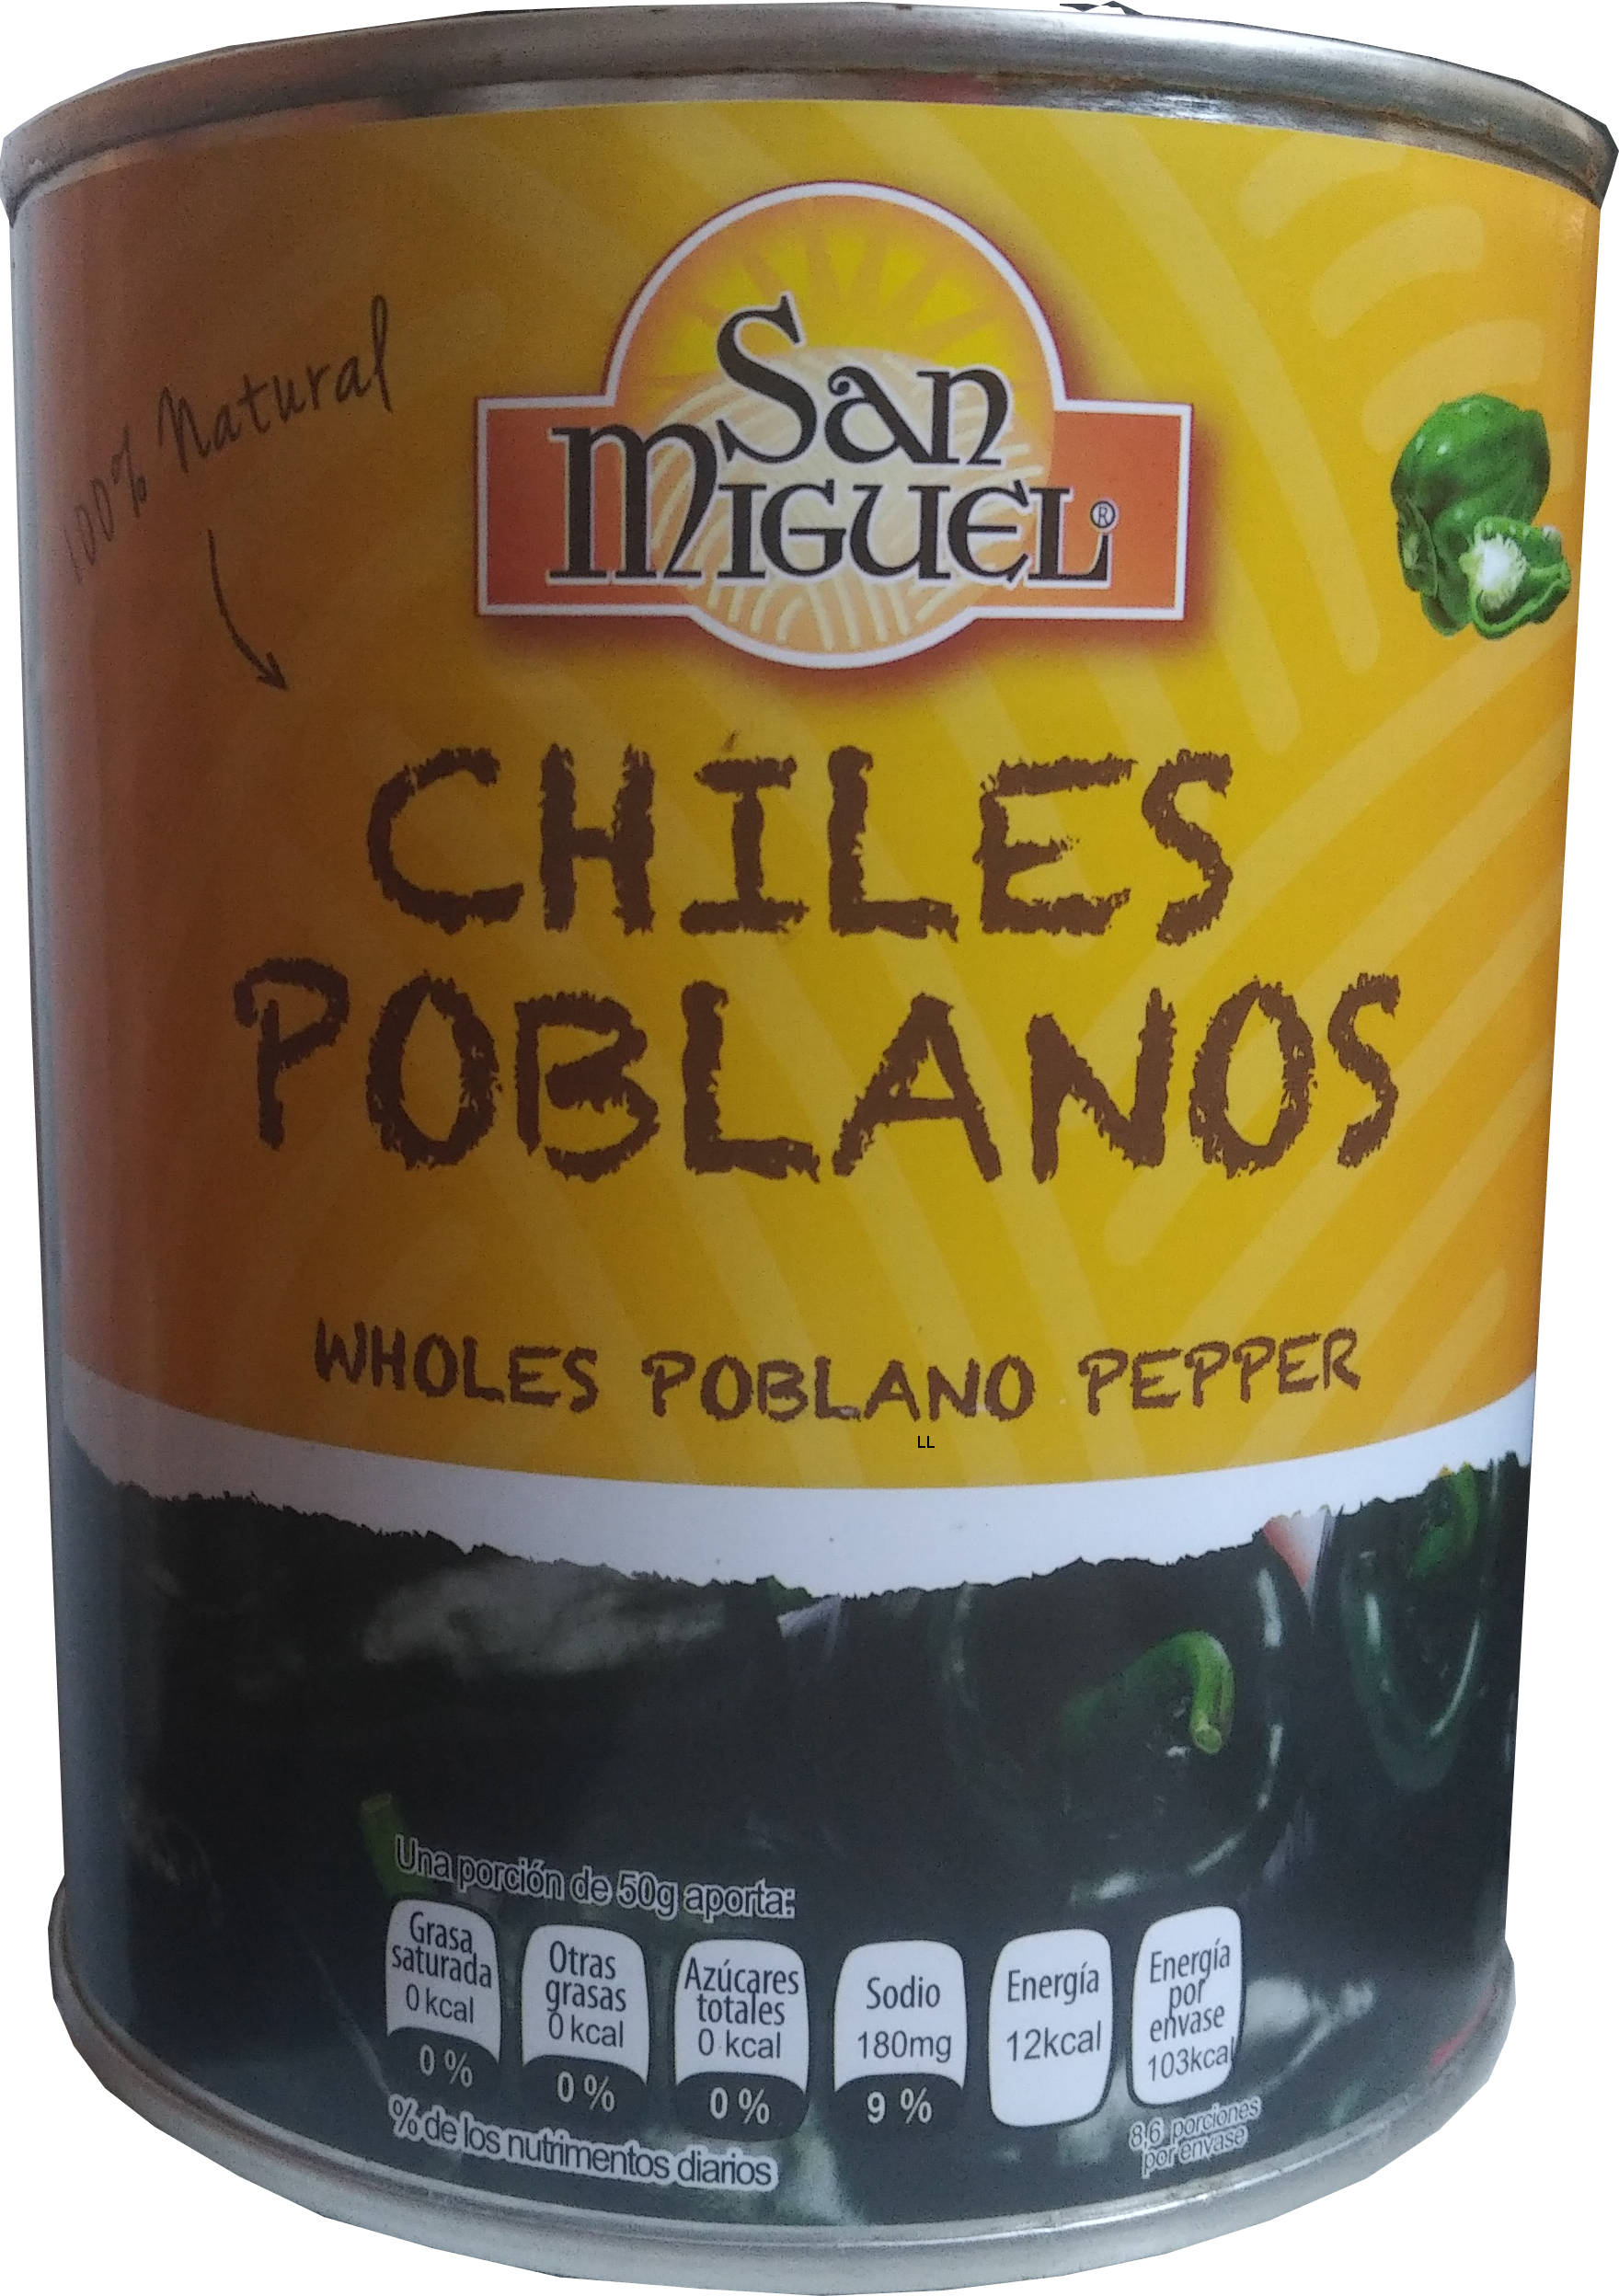 100% Natural
San
Miguel®
CHILES
POBLANOS
WHOLES POBLANO PEPPER
LL
Una porción de 50g aporta:
Grasa
saturada
0 kcal
0 %
Otras
grasas
0 kcal
0 %
Azúcares
totales
0 kcal
0 %
Sodio
180mg
9 %
Energía
12kcal
Energía
por
envase
103kcal
% de los nutrimentos diarios
8,6 porciones
por envase